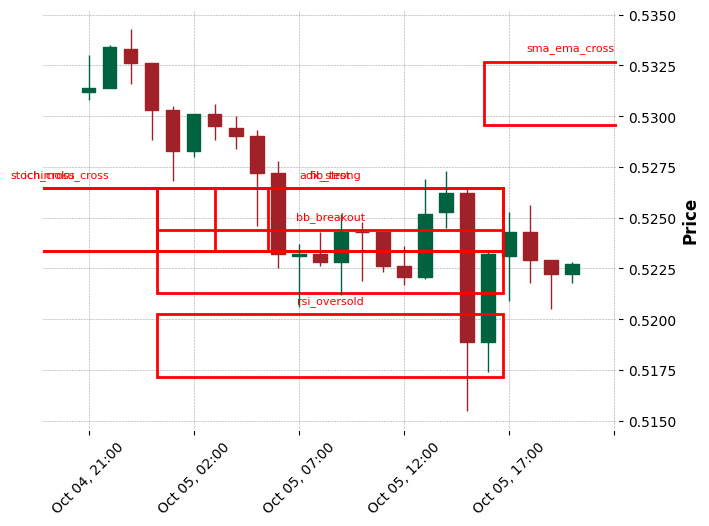 0.5350
sma_ema_cross
0.5325
0.5300
0.5275
adx_strong
0.5250
bb_breakout
0.5225
rsi_oversold
0.5200
0.5175
0.5150
Price
Oct 04, 21:00
Oct 05, 02:00
Oct 05, 07:00
Oct 05, 12:00
Oct 05, 17:00